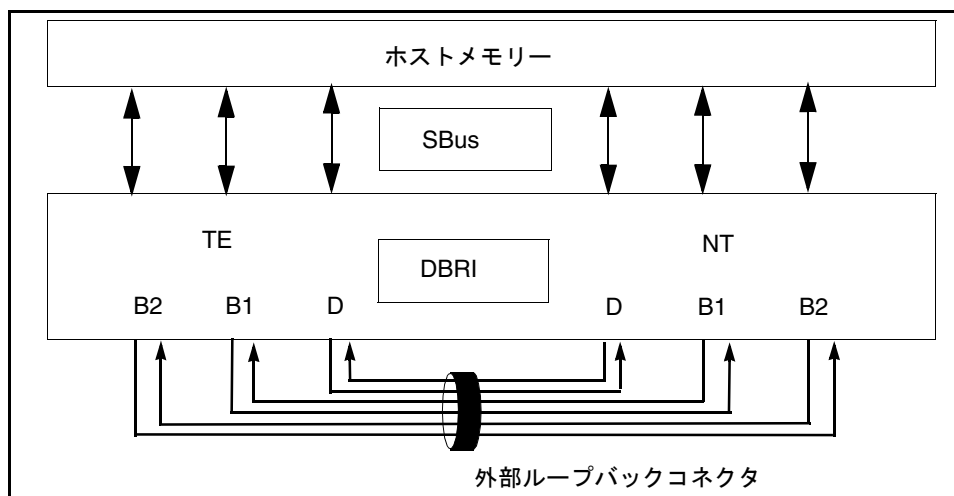 ホストメモリー
SBus
TE
NT
DBRI
B2 B1 D D B1 B2
外部ループバックコネクタ